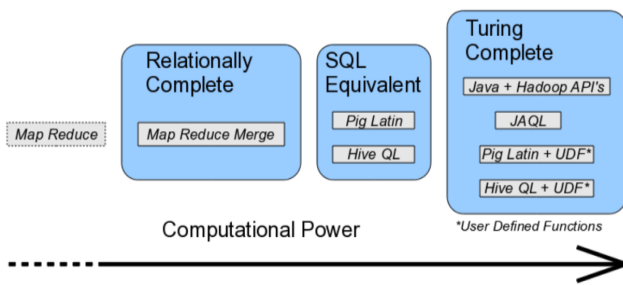 Map Reduce
Relationally
Complete
Map Reduce Merge
SQL
Equivalent
Pig Latin
Hive QL
Turing
Complete
Java + Hadoop API's
JAQL
Pig Latin + UDF*
Hive QL + UDF*
*User Defined Functions
Computational Power